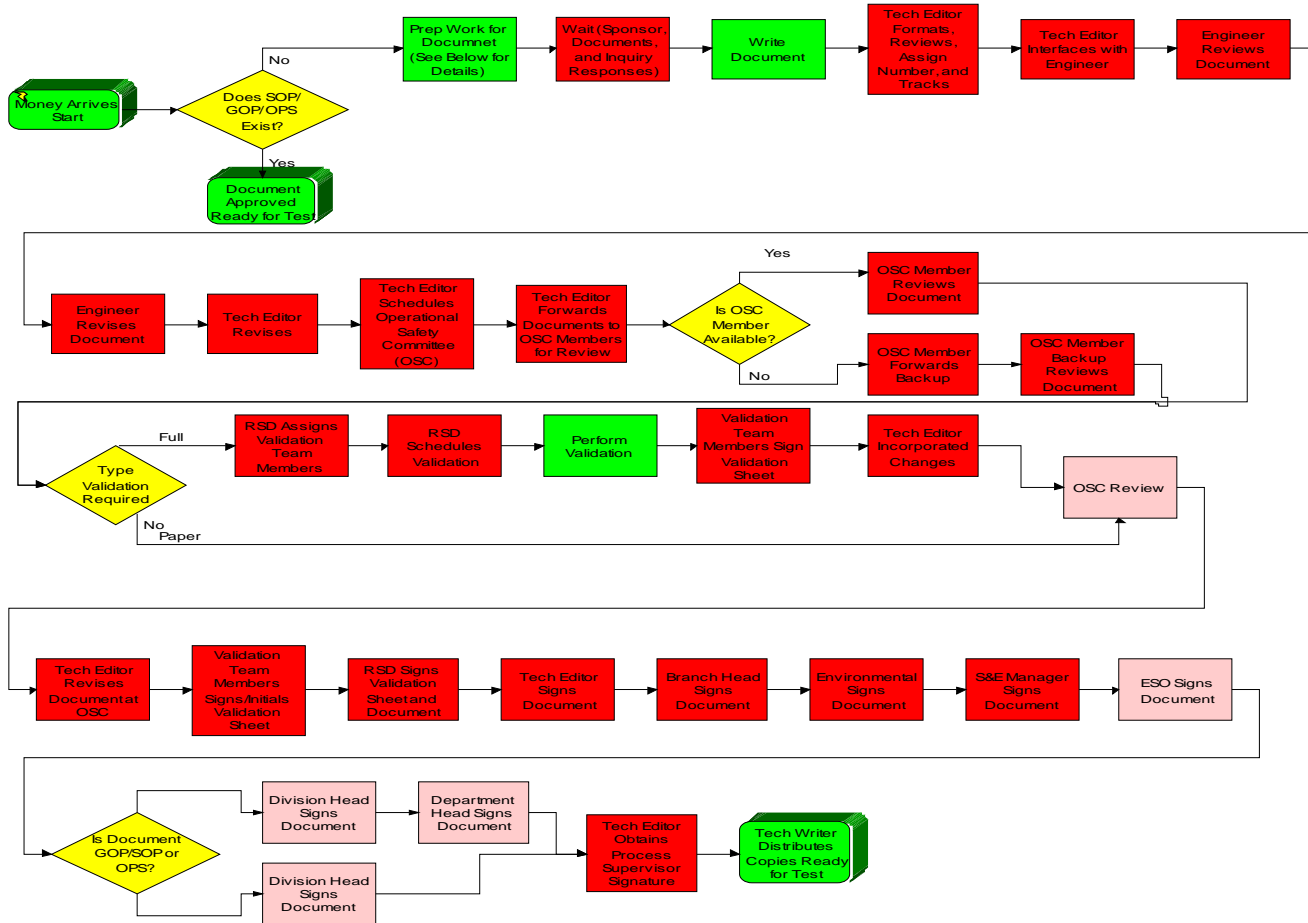 Money Arrives
Start
Does SOP/
GOP/OPS
Exist?
No
Yes
Document
Approved
Ready for Test
Prep Work for
Documnet
(See Below for
Details)
Wait (Sponsor,
Documents,
and Inquiry
Responses)
Write
Document
Tech Editor
Formats,
Reviews,
Assign
Number, and
Tracks
Tech Editor
Interfaces with
Engineer
Engineer
Reviews
Document
Engineer
Revises
Document
Tech Editor
Revises
Tech Editor
Schedules
Operational
Safety
Committee
(OSC)
Tech Editor
Forwards
Documents to
OSC Members
for Review
Is OSC
Member
Available?
Yes
OSC Member
Reviews
Document
No
OSC Member
Forwards
Backup
OSC Member
Backup
Reviews
Document
Type
Validation
Required
Full
RSD Assigns
Validation
Team
Members
RSD
Schedules
Validation
Perform
Validation
Validation
Team
Members Sign
Validation
Sheet
Tech Editor
Incorporated
Changes
OSC Review
No
Paper
Tech Editor
Revises
Document at
OSC
Validation
Team
Members
Signs/Initials
Validation
Sheet
RSD Signs
Validation
Sheet and
Document
Tech Editor
Signs
Document
Branch Head
Signs
Document
Environmental
Signs
Document
S&E Manager
Signs
Document
ESO Signs
Document
Is Document
GOP/SOP or
OPS?
Division Head
Signs
Document
Department
Head Signs
Document
Division Head
Signs
Document
Tech Editor
Obtains
Process
Supervisor
Signature
Tech Writer
Distributes
Copies Ready
for Test